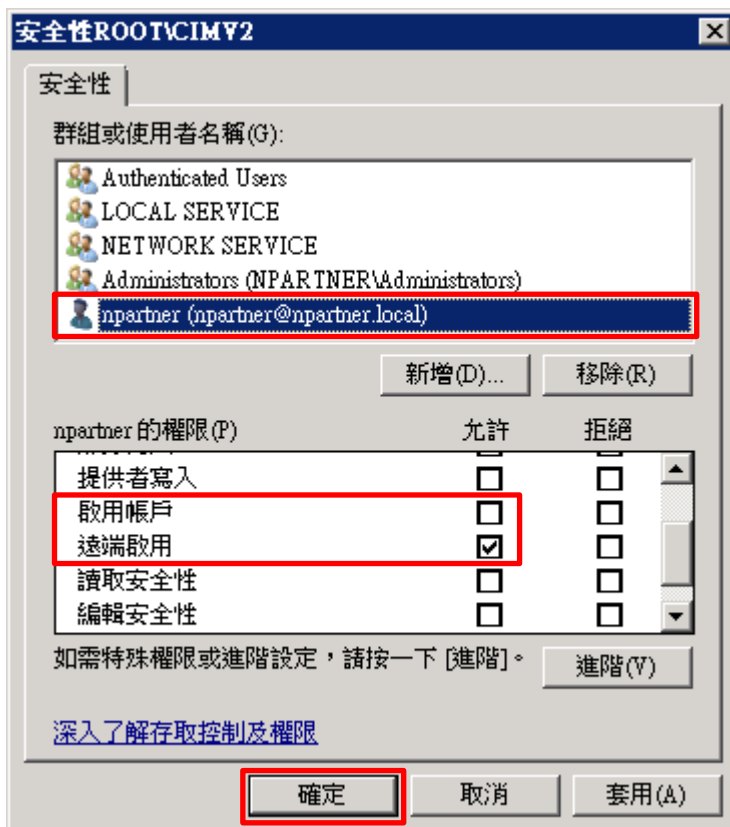 安全性ROOT\CIMV2
安全性
群組或使用者名稱(G):
Authenticated Users
LOCAL SERVICE
NETWORK SERVICE
Administrators (NPARTNER\Administrators)
npartner (npartner@npartner.local)
新增(D)... 移除(R)
npartner 的權限(P) 允許 拒絕
提供者寫入
啟用帳戶
遠端啟用
讀取安全性
編輯安全性
如需特殊權限或進階設定，請按一下 [進階]。 進階(V)
深入了解存取控制及權限
確定 取消 套用(A)